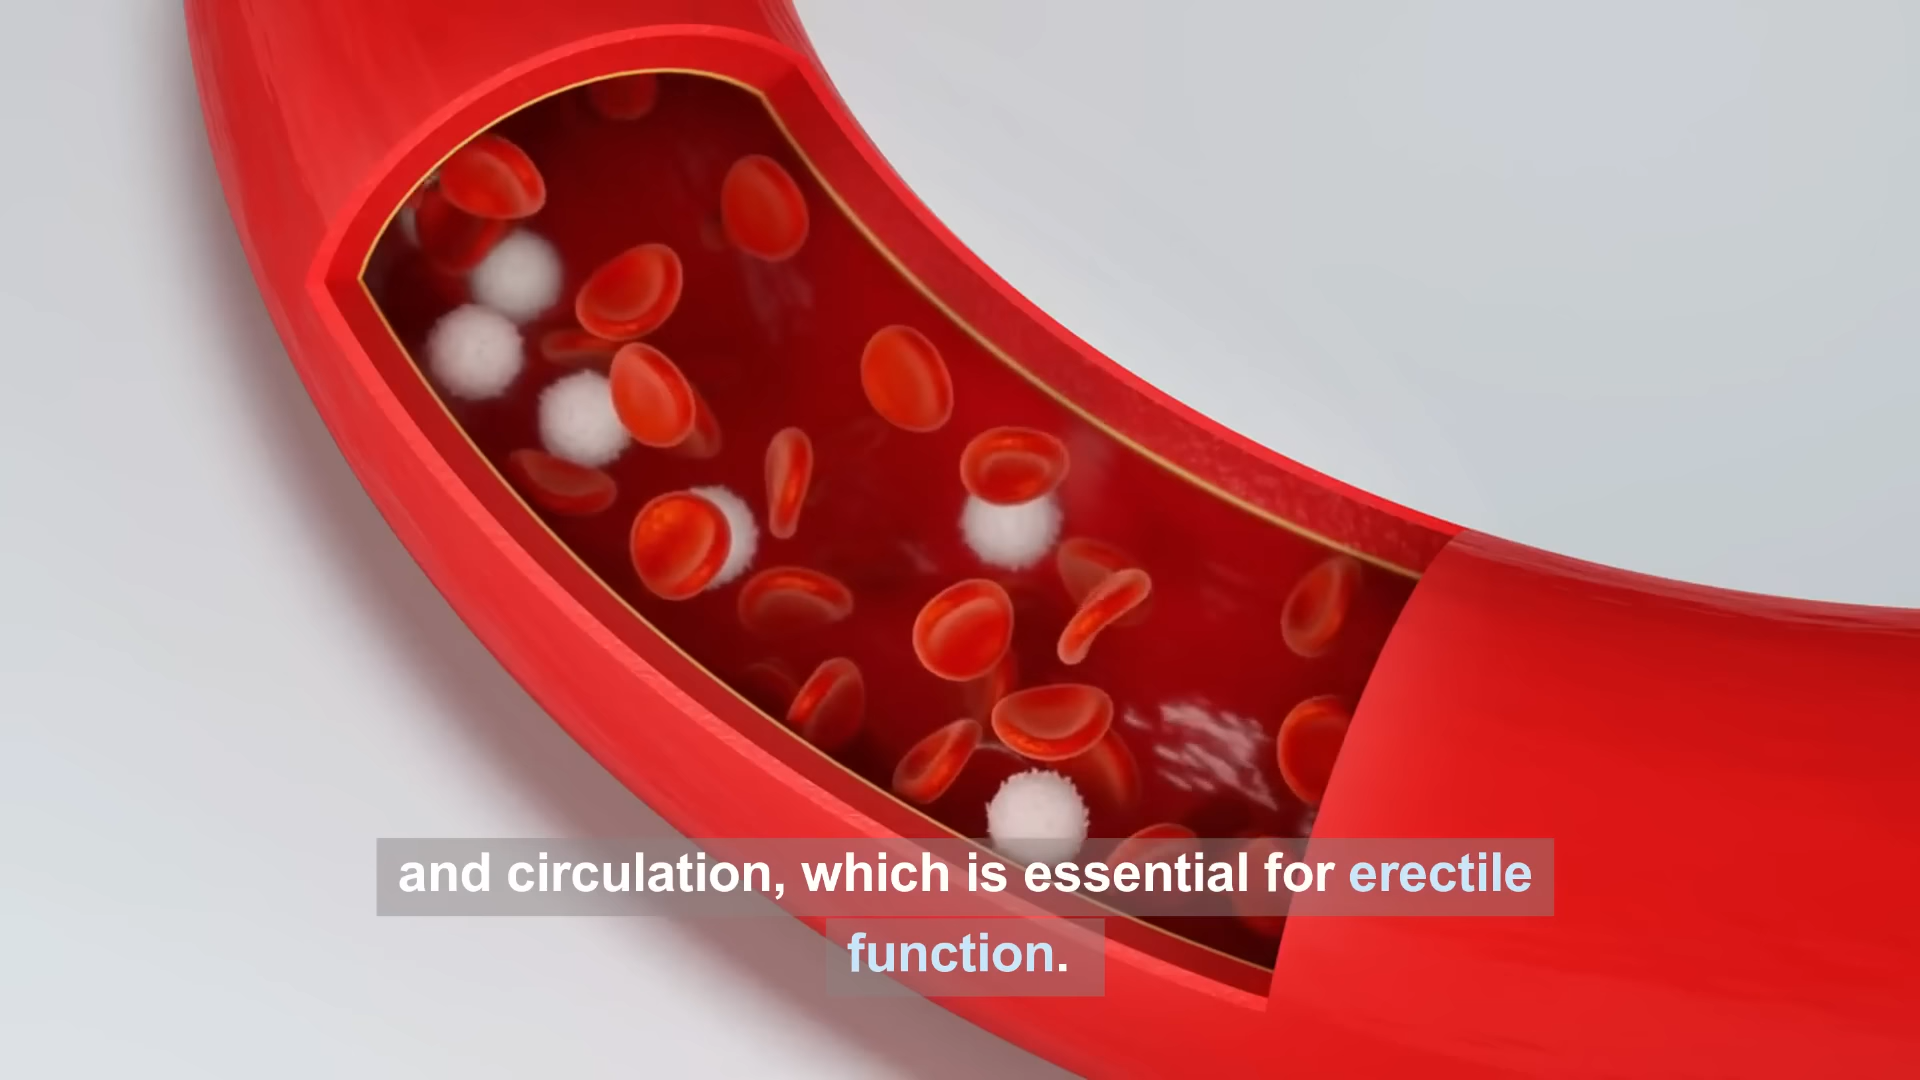 and circulation, which is essential for erectile
function.